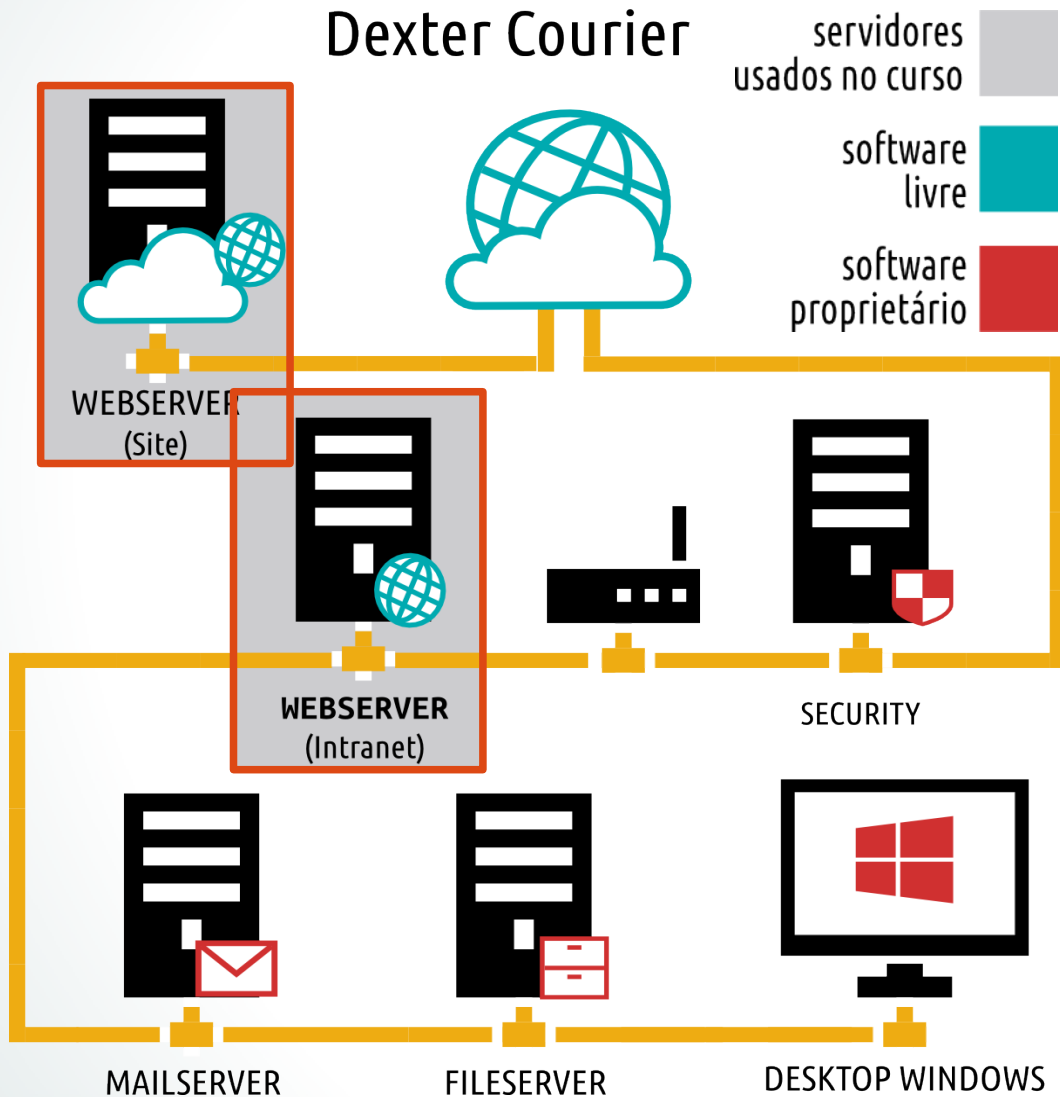 Dexter Courier
servidores
usados no curso
software
livre
software
proprietário
WEBSERVER
(Site)
WEBSERVER
(Intranet)
SECURITY
MAILSERVER
FILESERVER
DESKTOP WINDOWS